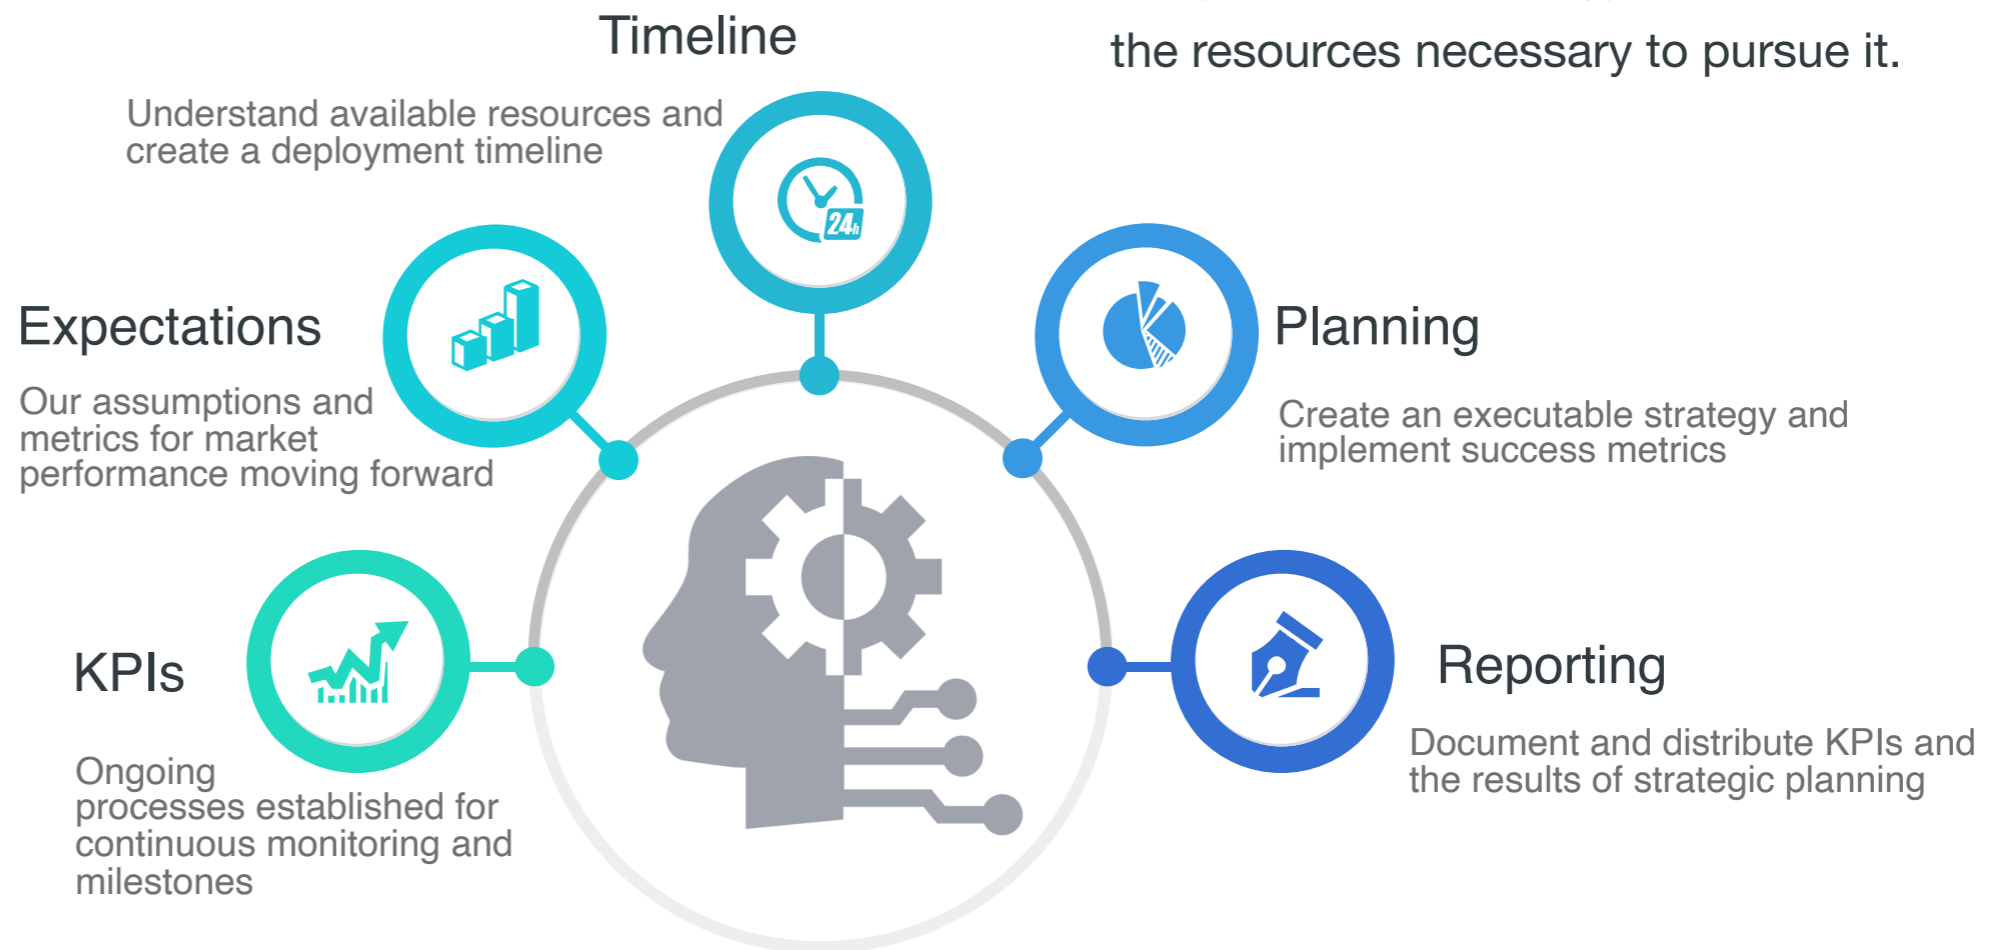 Timeline
the resources necessary to pursue it.
Understand available resources and
create a deployment timeline
24h
Expectations
Our assumptions and
metrics for market
performance moving forward
Planning
Create an executable strategy and
implement success metrics
KPIs
Ongoing
processes established for
continuous monitoring and
milestones
Reporting
Document and distribute KPIs and
the results of strategic planning